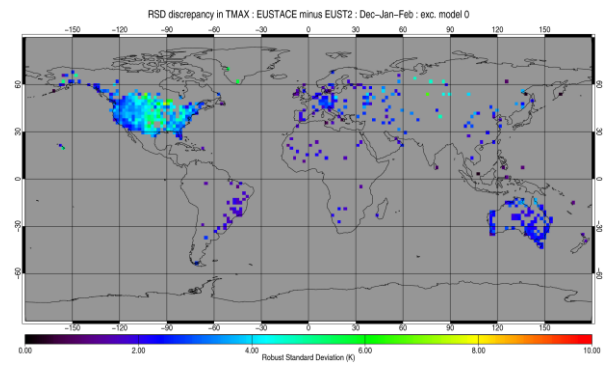 RSD discrepancy in TMAX : EUSTACE minus EUST2 : Dec-Jan-Feb : exc. model 0
-150 -120 -90 -60 -30 0 30 60 90 120 150
60 60
30 30
0 0
-30 -30
-60 -60
-150 -120 -90 -60 -30 0 30 60 90 120 150
0.00 2.00 4.00 6.00 8.00 10.00
Robust Standard Deviation (K)